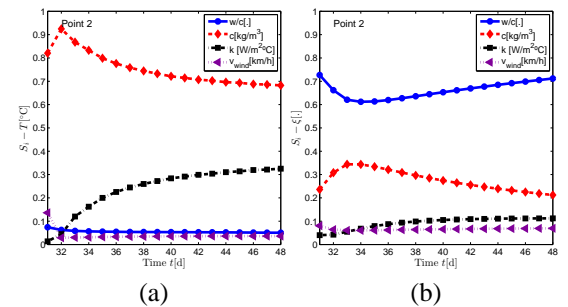 Point 2
w/c[.]
c[kg/m³]
k [W/m²°C]
v_wind[km/h]
1
0.9
0.8
0.7
0.6
0.5
0.4
0.3
0.2
0.1
0
S_i − T[°C]
32 34 36 38 40 42 44 46 48
Time t[d]
(a)
Point 2
w/c[.]
c[kg/m³]
k [W/m²°C]
v_wind[km/h]
1
0.9
0.8
0.7
0.6
0.5
0.4
0.3
0.2
0.1
0
S_i − ξ[.]
32 34 36 38 40 42 44 46 48
Time t[d]
(b)